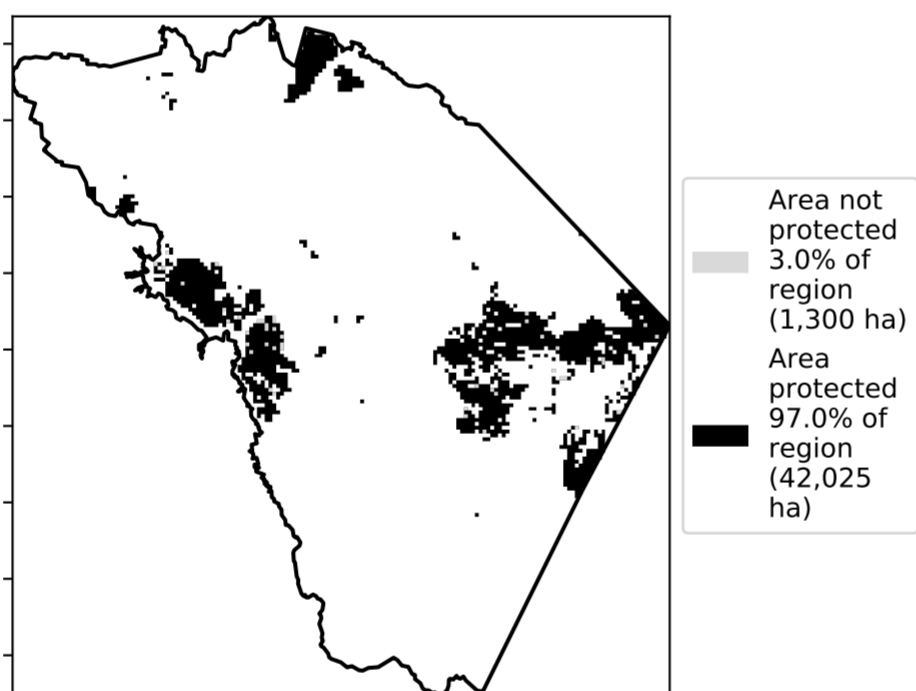 Area not
protected
3.0% of
region
(1,300 ha)
Area
protected
97.0% of
region
(42,025
ha)